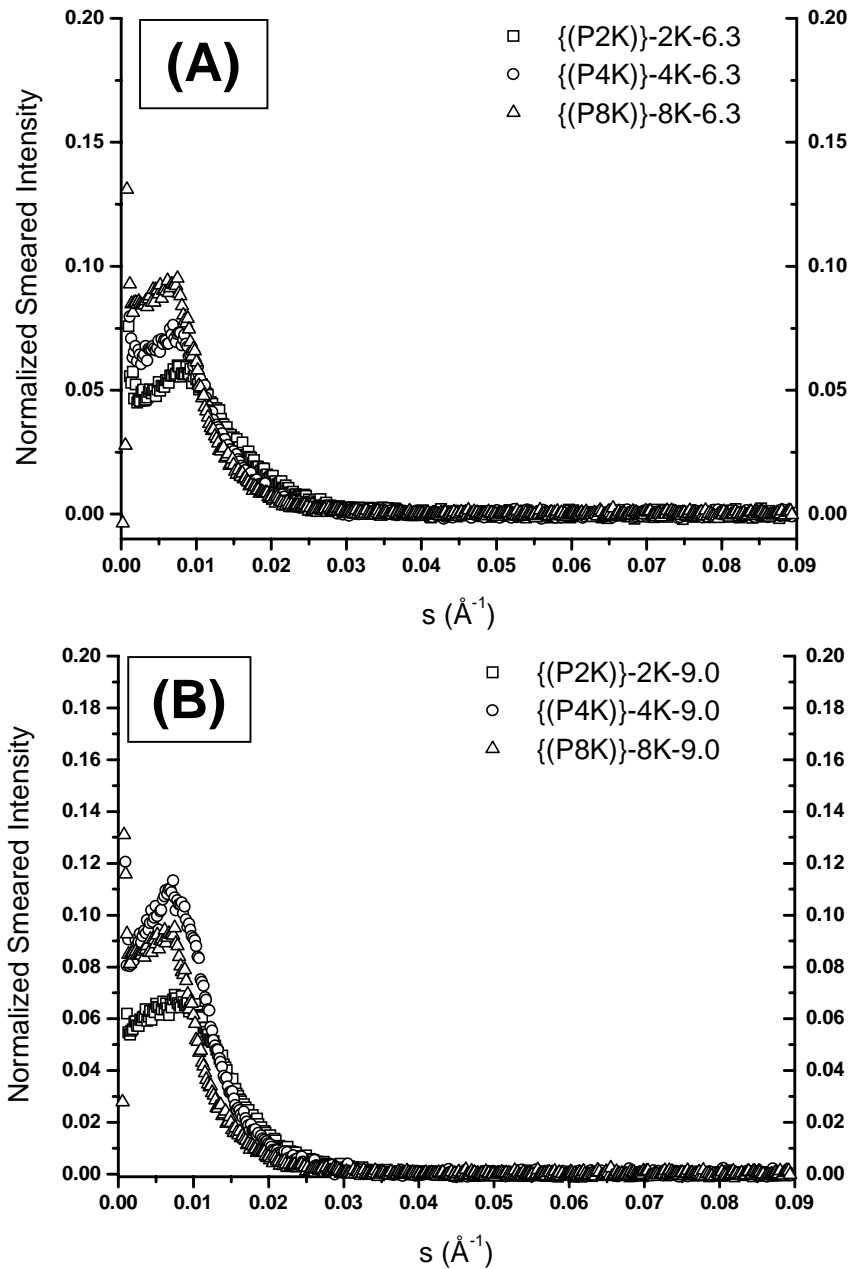 (A)
{(P2K)}-2K-6.3
{(P4K)}-4K-6.3
{(P8K)}-8K-6.3
Normalized Smeared Intensity
0.20
0.15
0.10
0.05
0.00
0.20
0.15
0.10
0.05
0.00
0.00 0.01 0.02 0.03 0.04 0.05 0.06 0.07 0.08 0.09
s (Å⁻¹)
(B)
{(P2K)}-2K-9.0
{(P4K)}-4K-9.0
{(P8K)}-8K-9.0
Normalized Smeared Intensity
0.20
0.18
0.16
0.14
0.12
0.10
0.08
0.06
0.04
0.02
0.00
0.20
0.18
0.16
0.14
0.12
0.10
0.08
0.06
0.04
0.02
0.00
0.00 0.01 0.02 0.03 0.04 0.05 0.06 0.07 0.08 0.09
s (Å⁻¹)